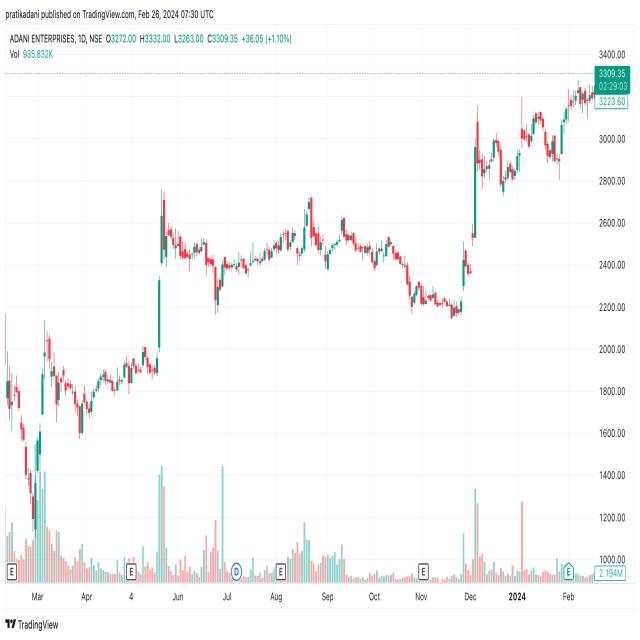 pratikadani published on TradingView.com, Feb 26, 2024 07:30 UTC
ADANI ENTERPRISES, 1D, NSE O3272.00 H3332.00 L3263.00 C3309.35 +36.05 (+1.10%)
Vol 935.832K
3400.00
3309.35
02:29:03
3223.60
3000.00
2800.00
2600.00
2400.00
2200.00
2000.00
1800.00
1600.00
1400.00
1200.00
1000.00
2.194M
E E D E E E
Mar 4 Jun Jul Aug Sep Oct Nov Dec 2024 Feb
TradingView